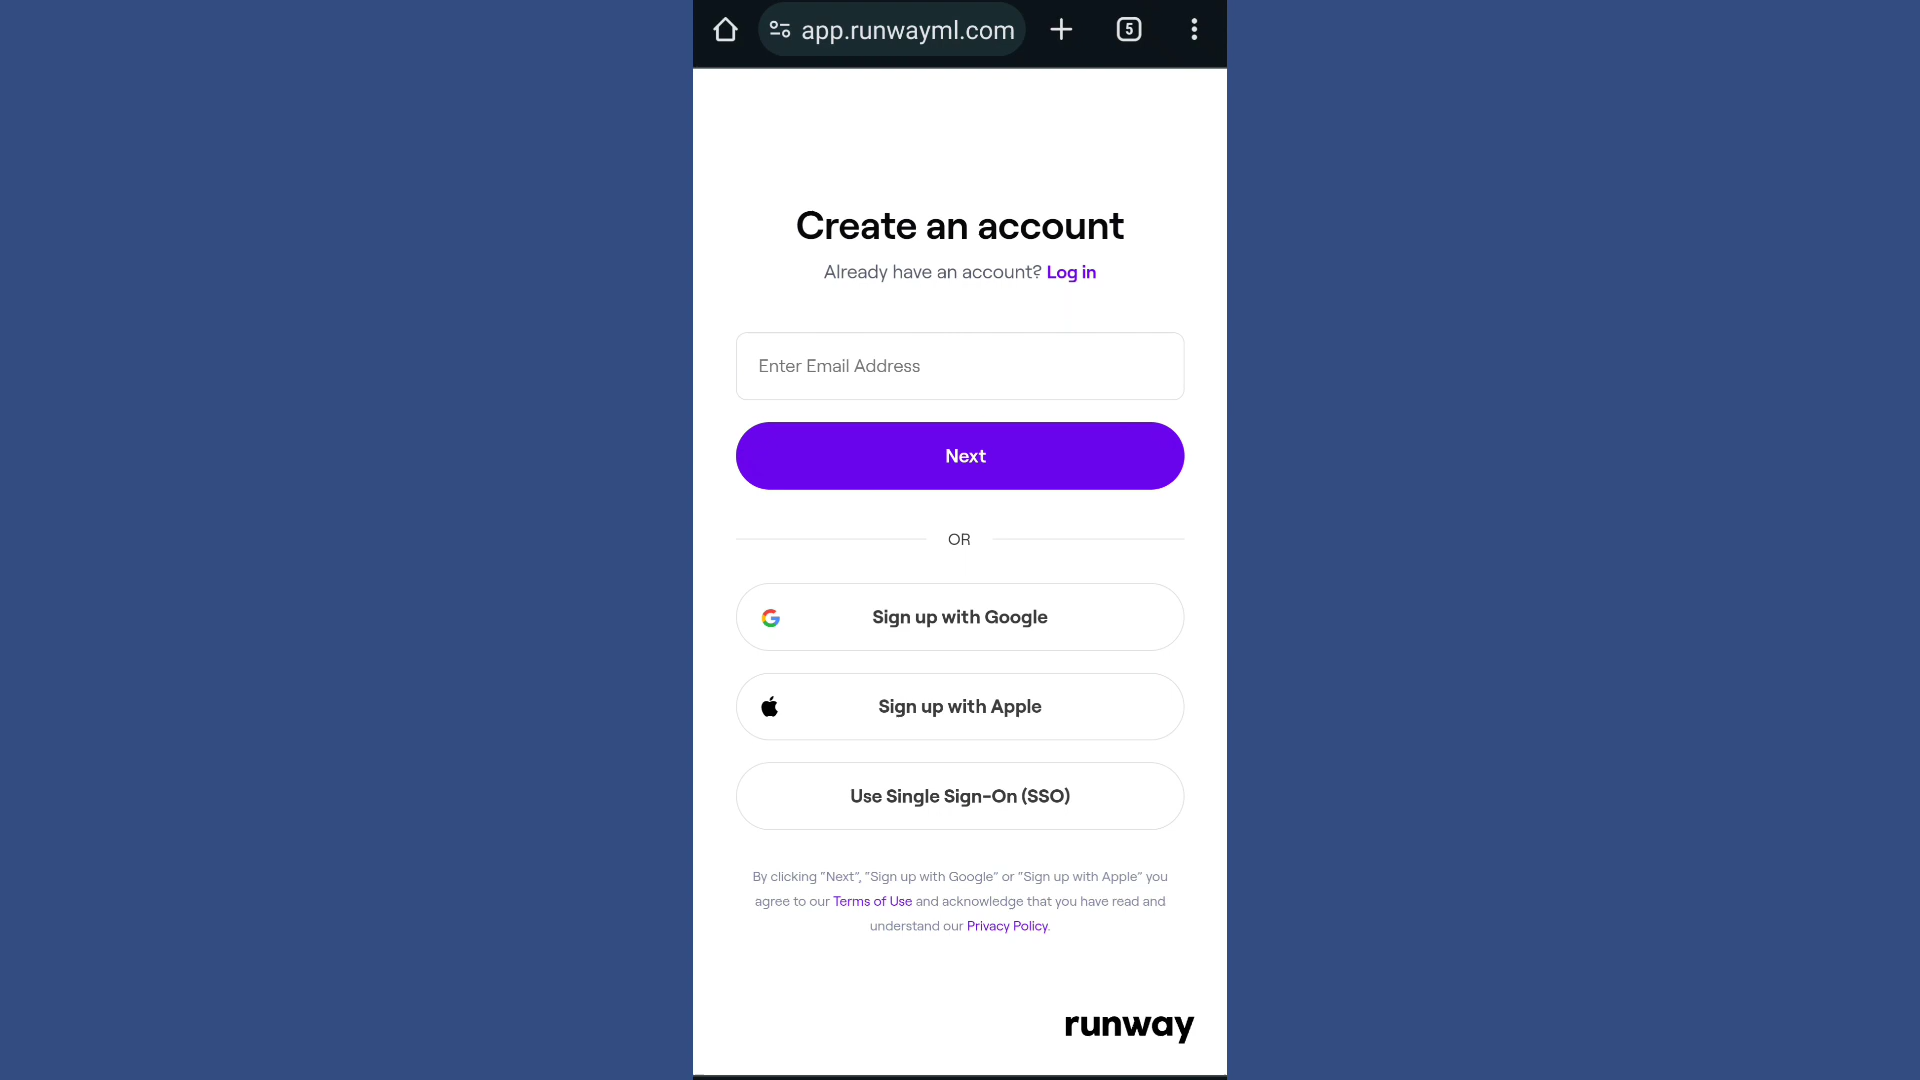 app.runwayml.com
5
Create an account
Already have an account? Log in
Enter Email Address
Next
OR
Sign up with Google
Sign up with Apple
Use Single Sign-On (SSO)
By clicking “Next”, “Sign up with Google” or “Sign up with Apple” you
agree to our Terms of Use and acknowledge that you have read and
understand our Privacy Policy.
runway